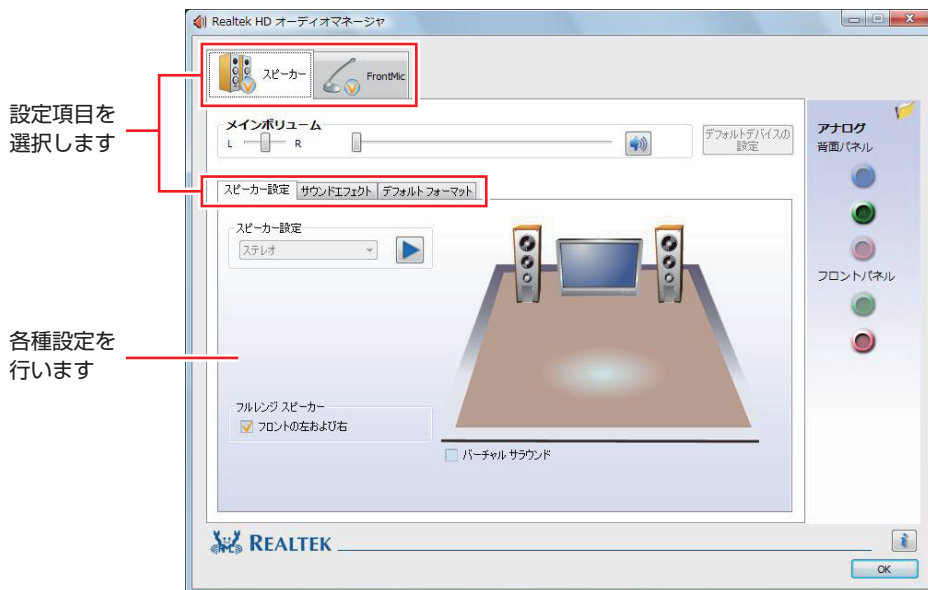 Realtek HD オーディオマネージャ
スピーカー
FrontMic
設定項目を
選択します
メインボリューム
L
R
デフォルトデバイスの
設定
アナログ
背面パネル
スピーカー設定
サウンドエフェクト
デフォルト フォーマット
スピーカー設定
ステレオ
フロントパネル
各種設定を
行います
フルレンジ スピーカー
フロントの左および右
バーチャル サラウンド
REALTEK
i
OK